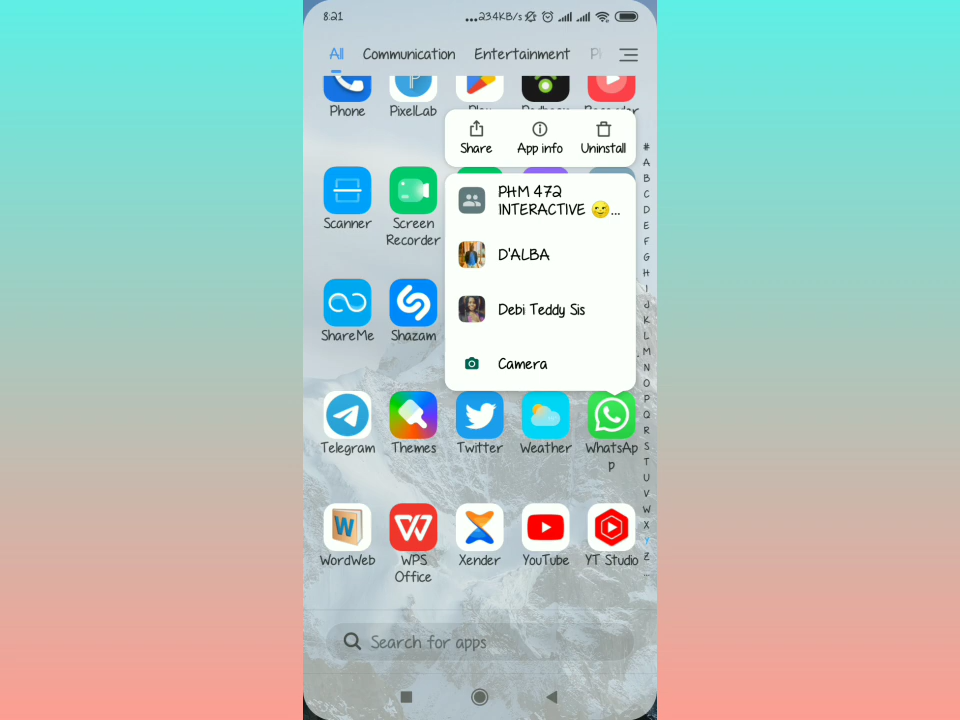 8:21
...234KB/s
All Communication Entertainment
Phone PixelLab
Share App info Uninstall
PHM 472
INTERACTIVE 😏...
Scanner Screen
Recorder
D'ALBA
Debi Teddy Sis
ShareMe Shazam
Camera
Telegram Themes Twitter Weather WhatsAp
p
W
WordWeb WPS
Office Xender YouTube YT Studio
Search for apps
#
A
B
C
D
E
F
G
H
I
J
K
L
M
N
O
P
Q
R
S
T
U
V
W
X
Y
Z
...